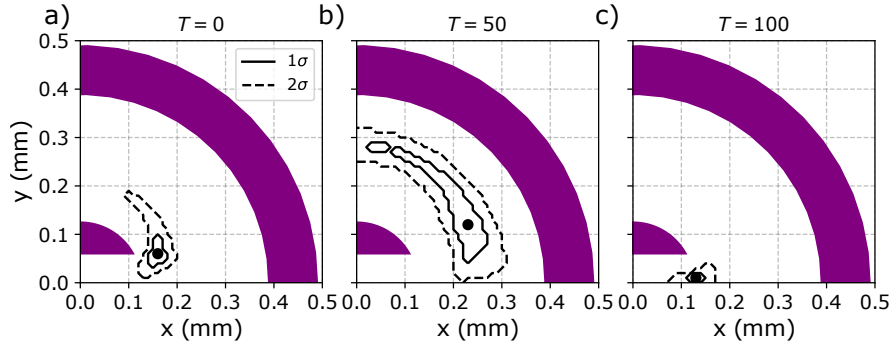 a) T = 0 b) T = 50 c) T = 100
0.5
0.4
0.3
0.2
0.1
0.0
y (mm)
1σ
2σ
0.0 0.1 0.2 0.3 0.4 0.5
0.0 0.1 0.2 0.3 0.4 0.5
0.0 0.1 0.2 0.3 0.4 0.5
x (mm) x (mm) x (mm)